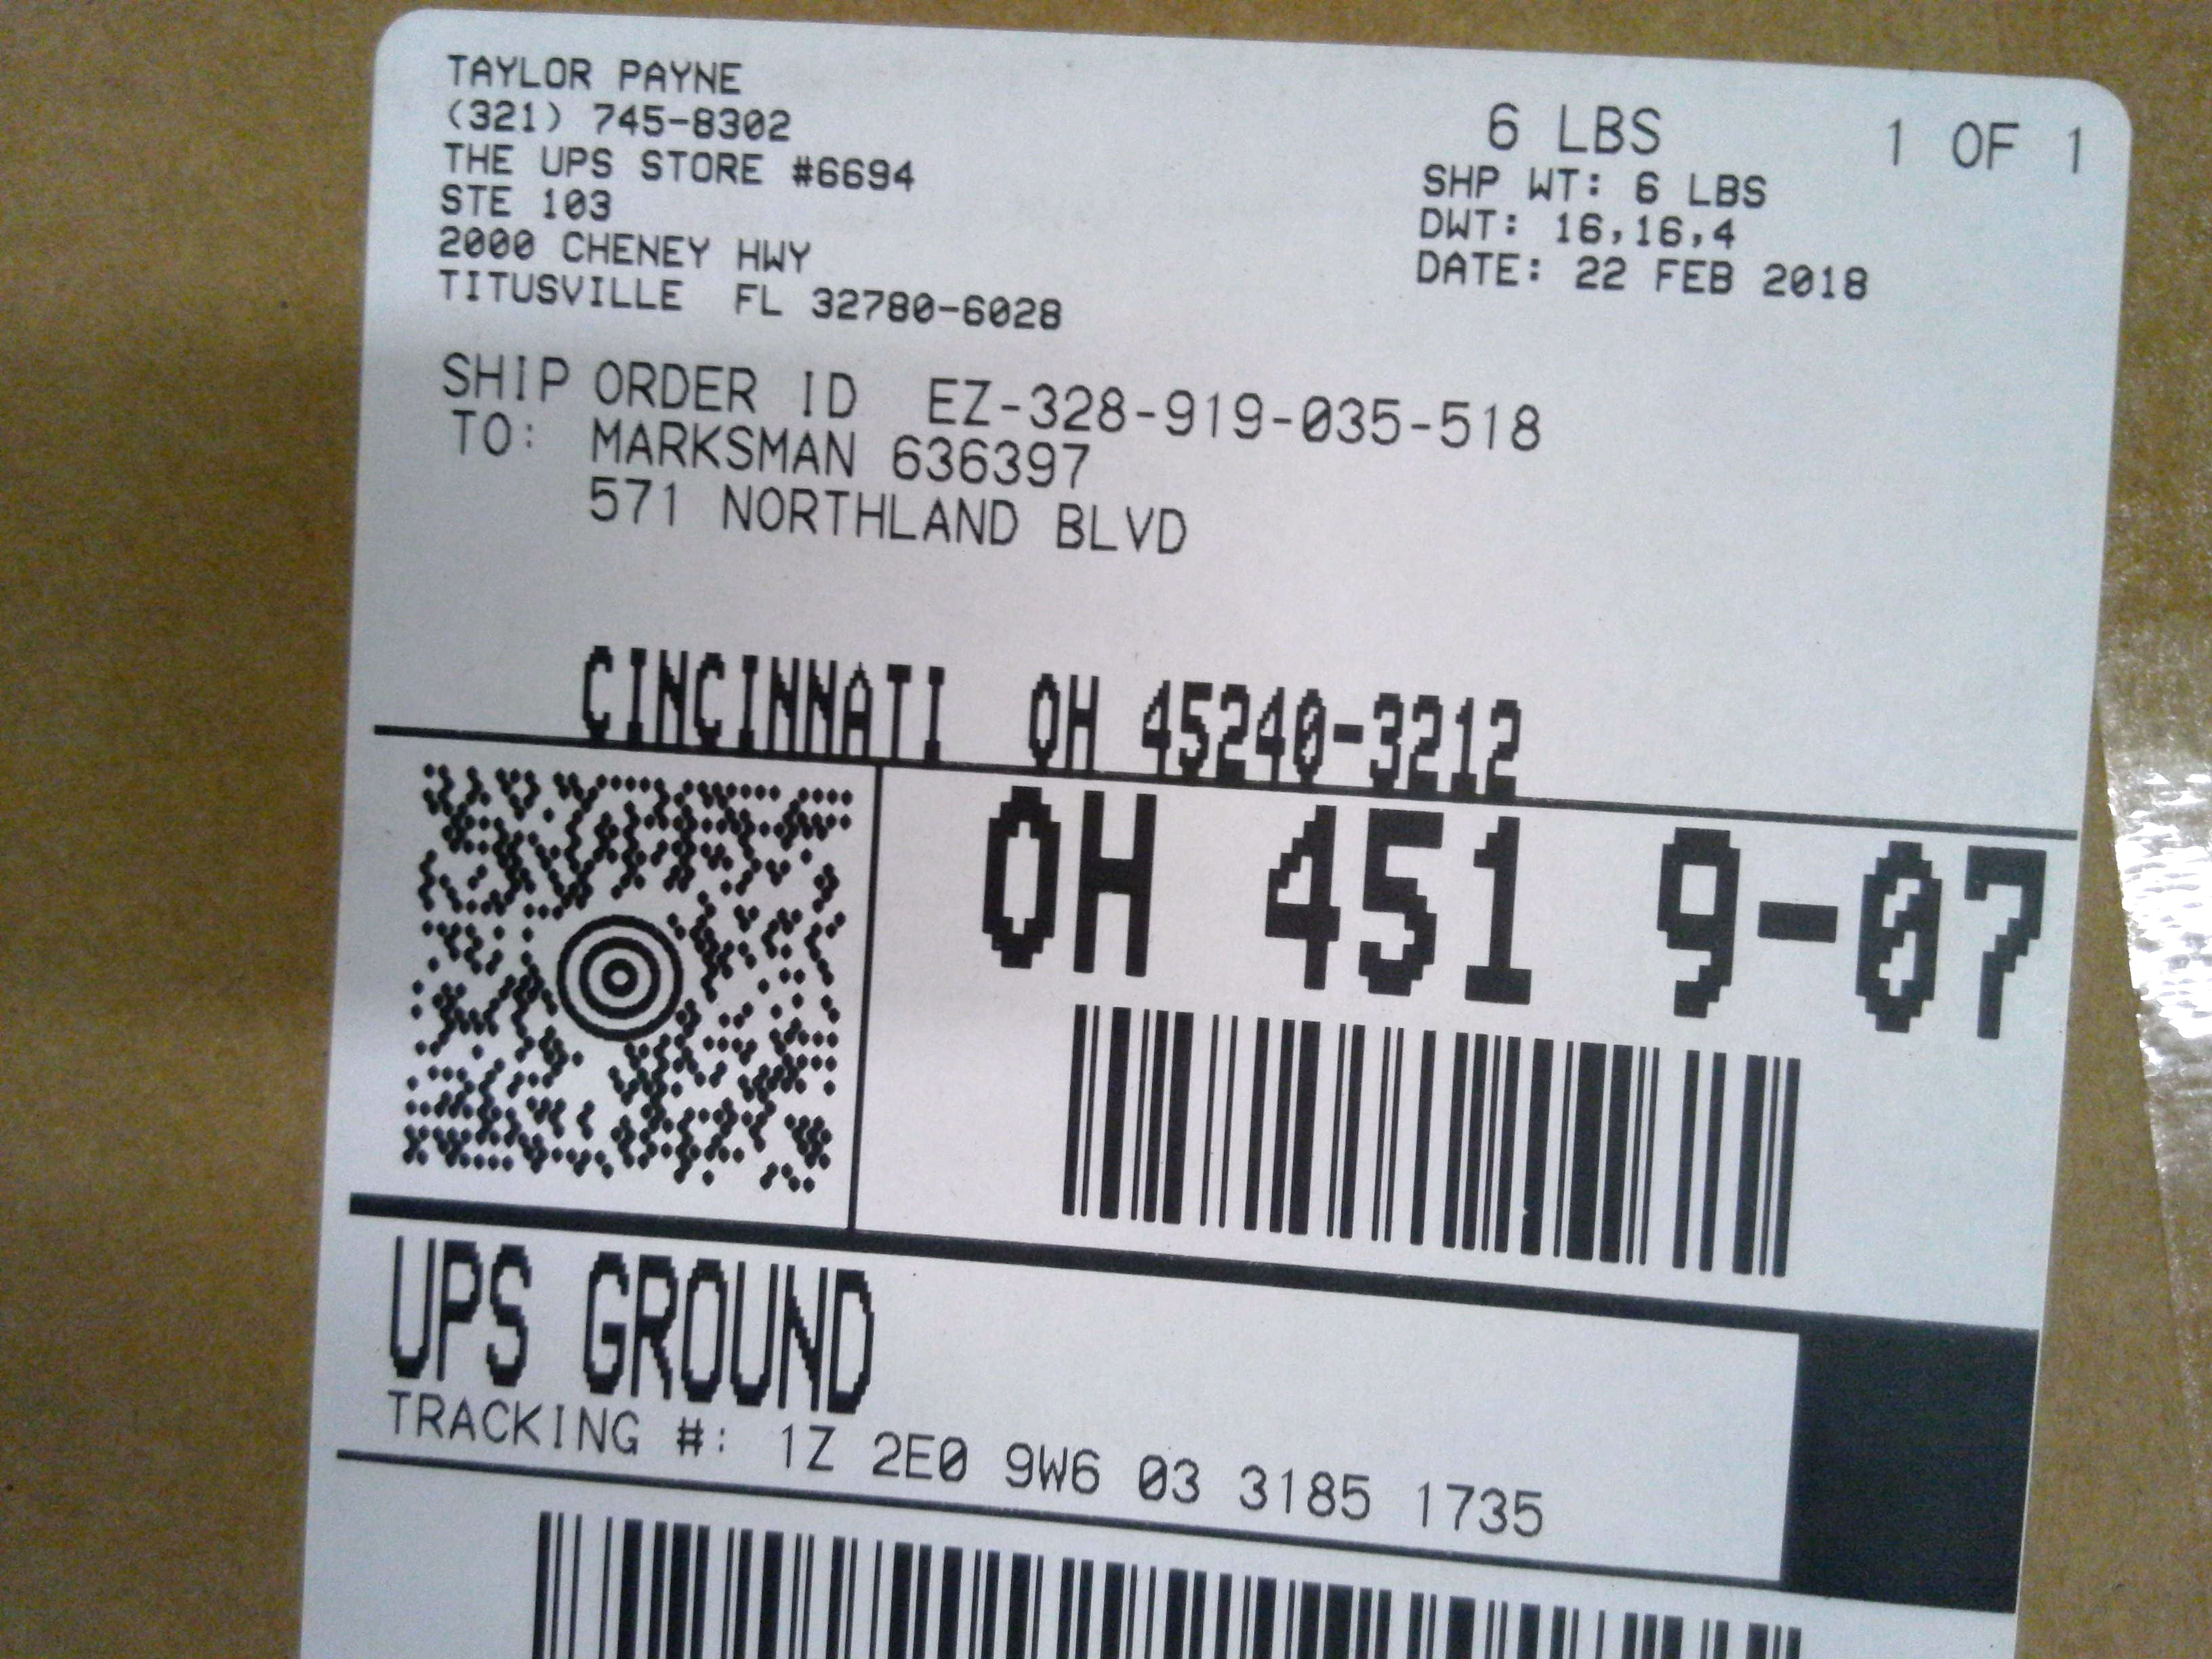 TAYLOR PAYNE
(321) 745-8302
THE UPS STORE #6694
STE 103
2000 CHENEY HWY
TITUSVILLE FL 32780-6028
6 LBS 1 OF 1
SHP WT: 6 LBS
DWT: 16,16,4
DATE: 22 FEB 2018
SHIP ORDER ID EZ-328-919-035-518
TO: MARKSMAN 636397
571 NORTHLAND BLVD
CINCINNATI OH 45240-3212
OH 451 9-07
UPS GROUND
TRACKING #: 1Z 2E0 9W6 03 3185 1735